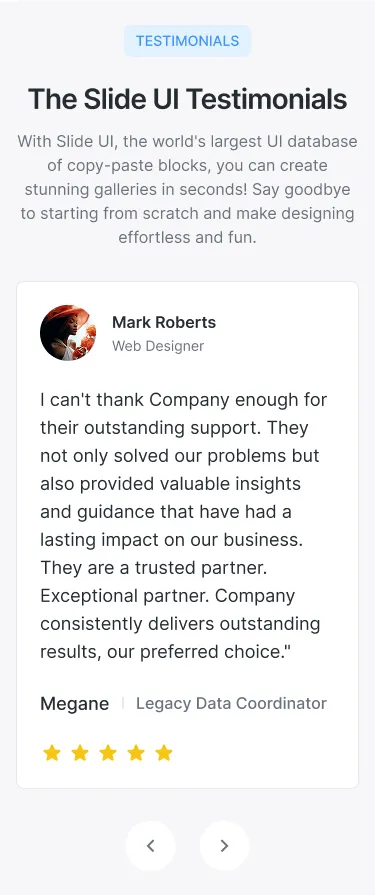 TESTIMONIALS
The Slide UI Testimonials
With Slide UI, the world's largest UI database
of copy-paste blocks, you can create
stunning galleries in seconds! Say goodbye
to starting from scratch and make designing
effortless and fun.
Mark Roberts
Web Designer
I can't thank Company enough for
their outstanding support. They
not only solved our problems but
also provided valuable insights
and guidance that have had a
lasting impact on our business.
They are a trusted partner.
Exceptional partner. Company
consistently delivers outstanding
results, our preferred choice."
Megane | Legacy Data Coordinator